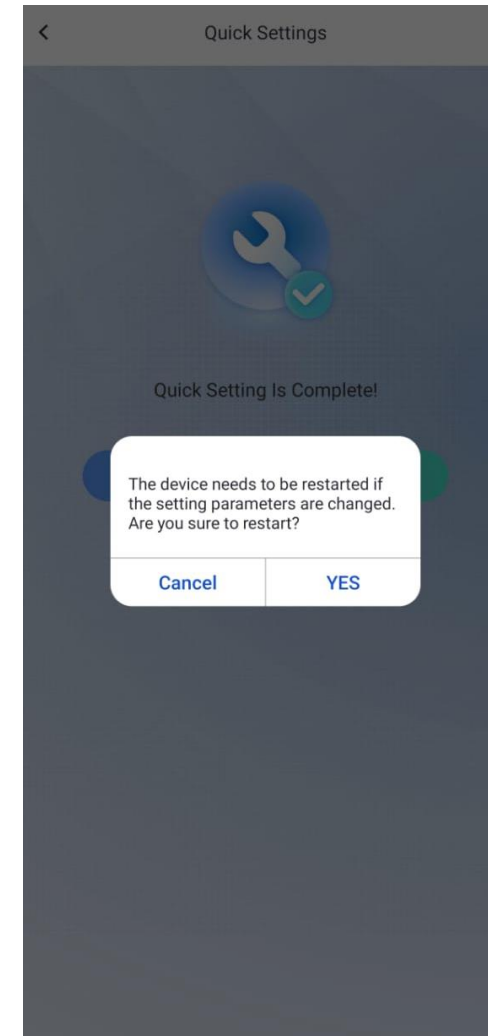 Quick Settings
Quick Setting Is Complete!
The device needs to be restarted if
the setting parameters are changed.
Are you sure to restart?
Cancel
YES